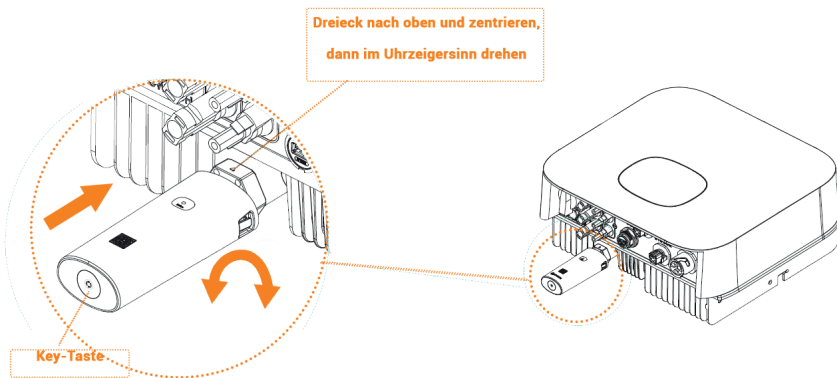 Dreieck nach oben und zentrieren,
dann im Uhrzeigersinn drehen
Key-Taste